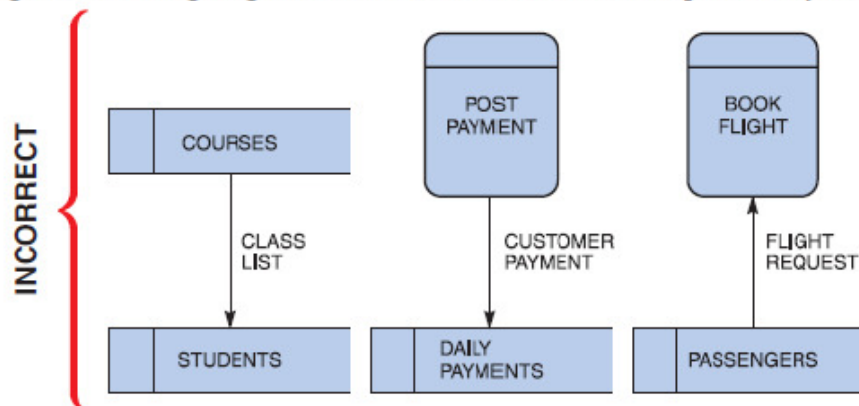 INCORRECT
COURSES
CLASS
LIST
STUDENTS
POST
PAYMENT
CUSTOMER
PAYMENT
DAILY
PAYMENTS
BOOK
FLIGHT
FLIGHT
REQUEST
PASSENGERS